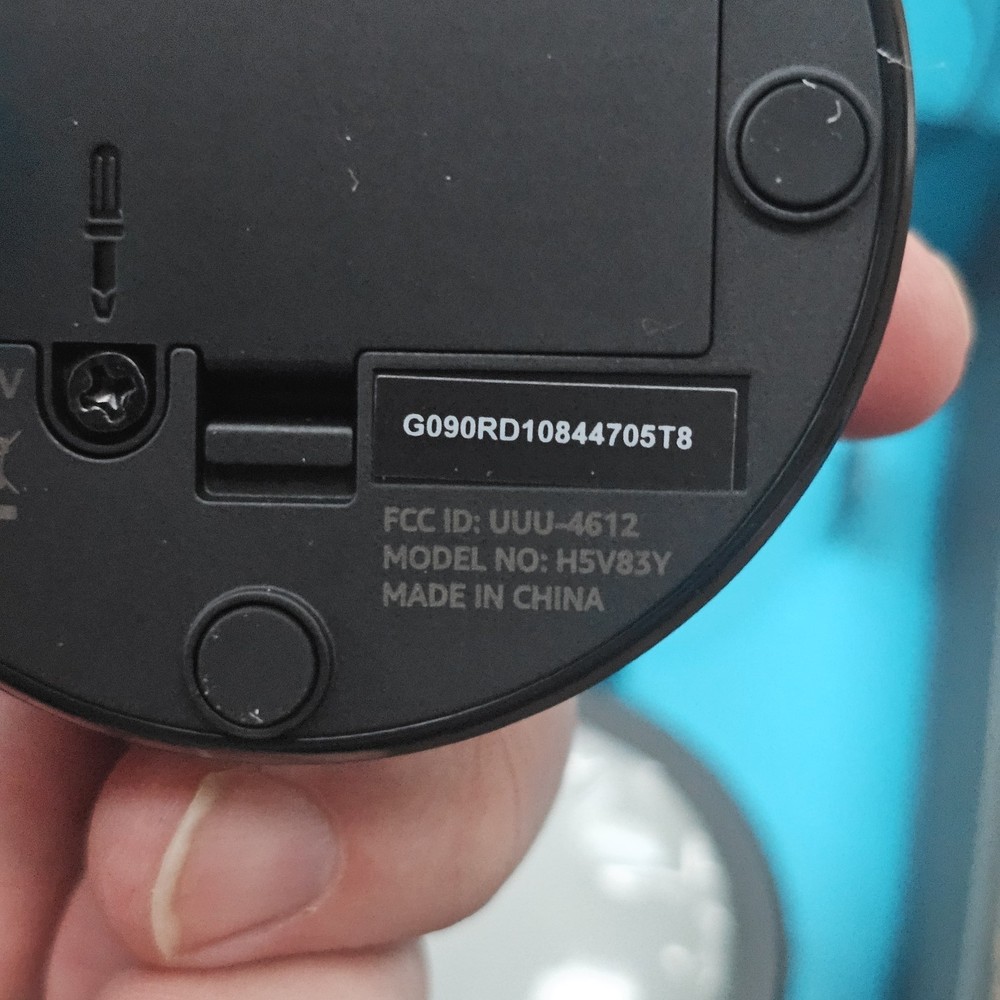 V
G090RD10844705T8
FCC ID: UUU-4612
MODEL NO: H5V83Y
MADE IN CHINA